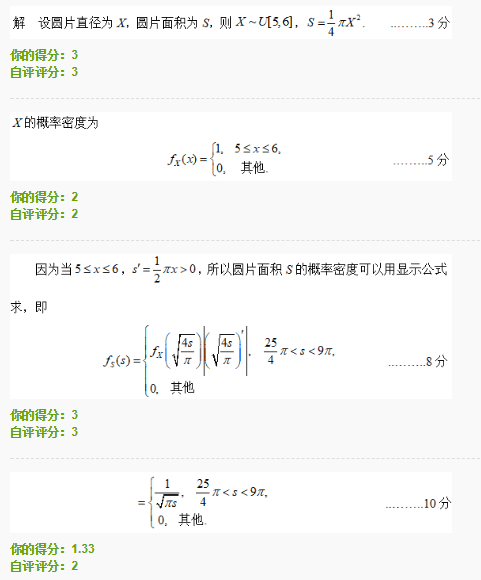 解 设圆片直径为 X，圆片面积为 S，则 X ~ U[5,6]，S = 1/4 πX². ………3 分
你的得分：3
自评评分：3
X 的概率密度为
f_X(x) = { 1, 5 ≤ x ≤ 6, 0, 其他. ………5 分
你的得分：2
自评评分：2
因为当 5 ≤ x ≤ 6，s′ = 1/2 πx > 0，所以圆片面积 S 的概率密度可以用显示公式
求，即
f_S(s) = { f_X(√(4s/π)) |(√(4s/π))′|, 25/4 π < s < 9π, 0, 其他 ………8 分
你的得分：3
自评评分：3
= { 1/√(πs), 25/4 π < s < 9π, 0, 其他. ………10 分
你的得分：1.33
自评评分：2